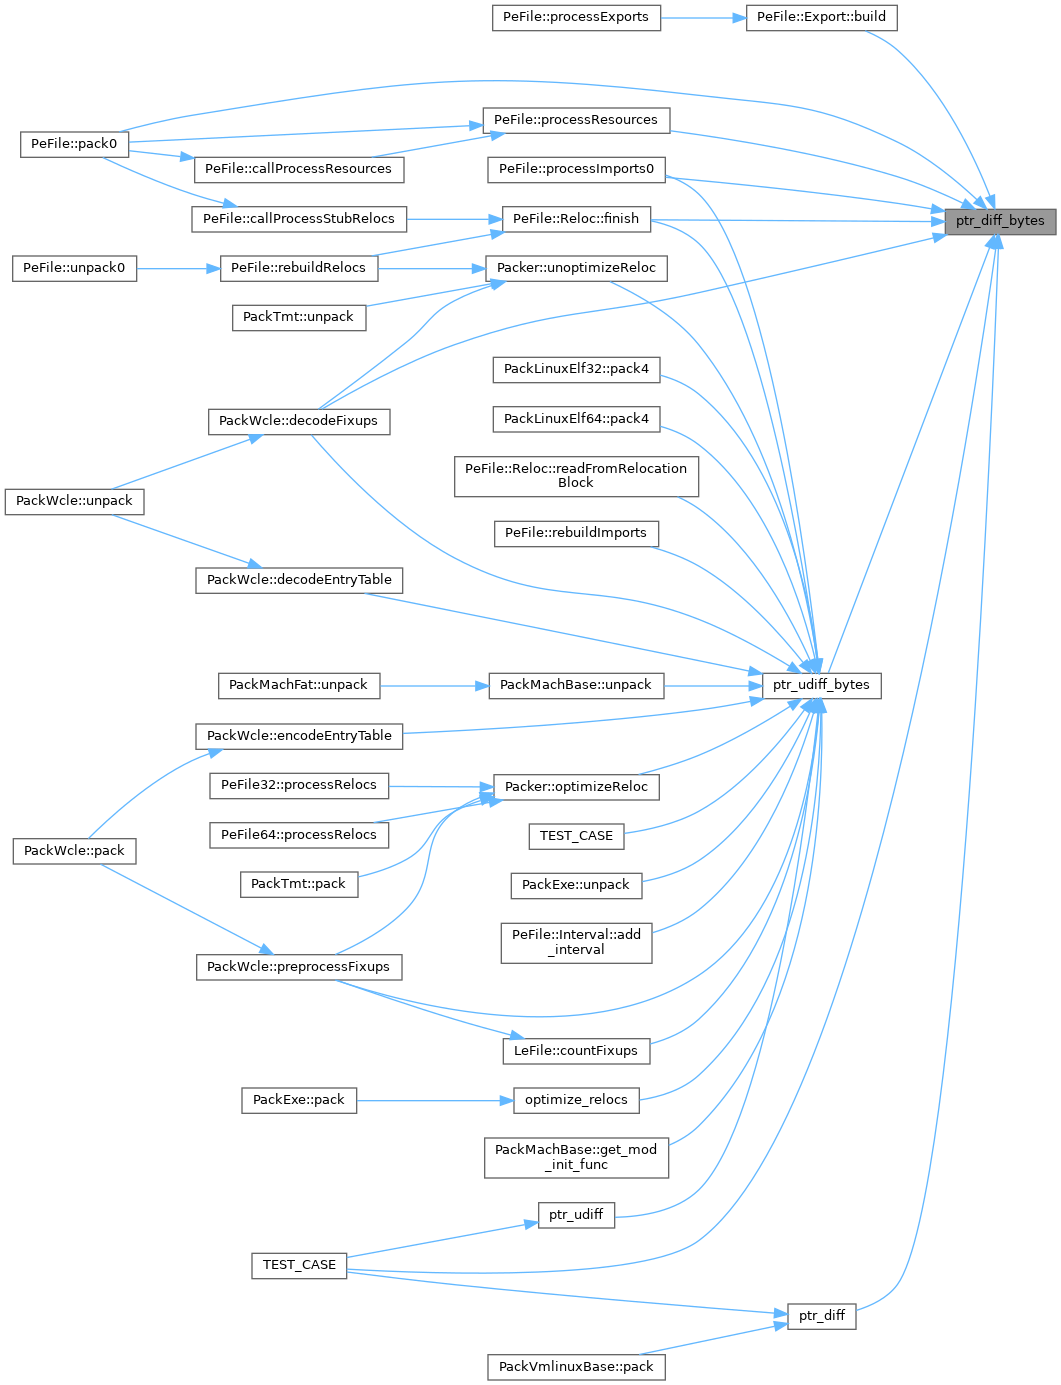 PeFile::processExports
PeFile::Export::build
PeFile::processResources
PeFile::pack0
PeFile::callProcessResources
PeFile::processImports0
PeFile::callProcessStubRelocs
PeFile::Reloc::finish
ptr_diff_bytes
PeFile::unpack0
PeFile::rebuildRelocs
Packer::unoptimizeReloc
PackTmt::unpack
PackLinuxElf32::pack4
PackWcle::decodeFixups
PackLinuxElf64::pack4
PeFile::Reloc::readFromRelocation
Block
PackWcle::unpack
PeFile::rebuildImports
PackWcle::decodeEntryTable
PackMachFat::unpack
PackMachBase::unpack
ptr_udiff_bytes
PackWcle::encodeEntryTable
PeFile32::processRelocs
Packer::optimizeReloc
PeFile64::processRelocs
TEST_CASE
PackWcle::pack
PackTmt::pack
PackExe::unpack
PeFile::Interval::add
_interval
PackWcle::preprocessFixups
LeFile::countFixups
PackExe::pack
optimize_relocs
PackMachBase::get_mod
_init_func
ptr_udiff
TEST_CASE
ptr_diff
PackVmlinuxBase::pack